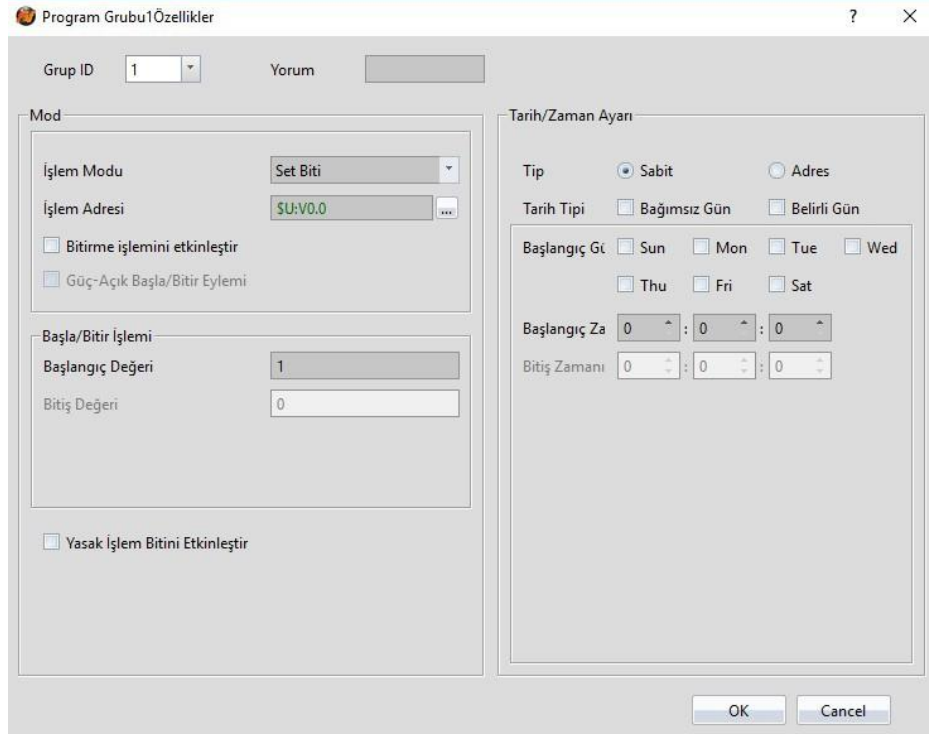 Program Grubu1Özellikler
Grup ID 1 Yorum
Mod
İşlem Modu Set Biti
İşlem Adresi $U:V0.0 ...
Bitirme işlemini etkinleştir
Güç-Açık Başla/Bitir Eylemi
Başla/Bitir İşlemi
Başlangıç Değeri 1
Bitiş Değeri 0
Yasak İşlem Bitini Etkinleştir
Tarih/Zaman Ayarı
Tip Sabit Adres
Tarih Tipi Bağımsız Gün Belirli Gün
Başlangıç Gü Sun Mon Tue Wed
Thu Fri Sat
Başlangıç Za 0 : 0 : 0
Bitiş Zamanı 0 : 0 : 0
OK Cancel